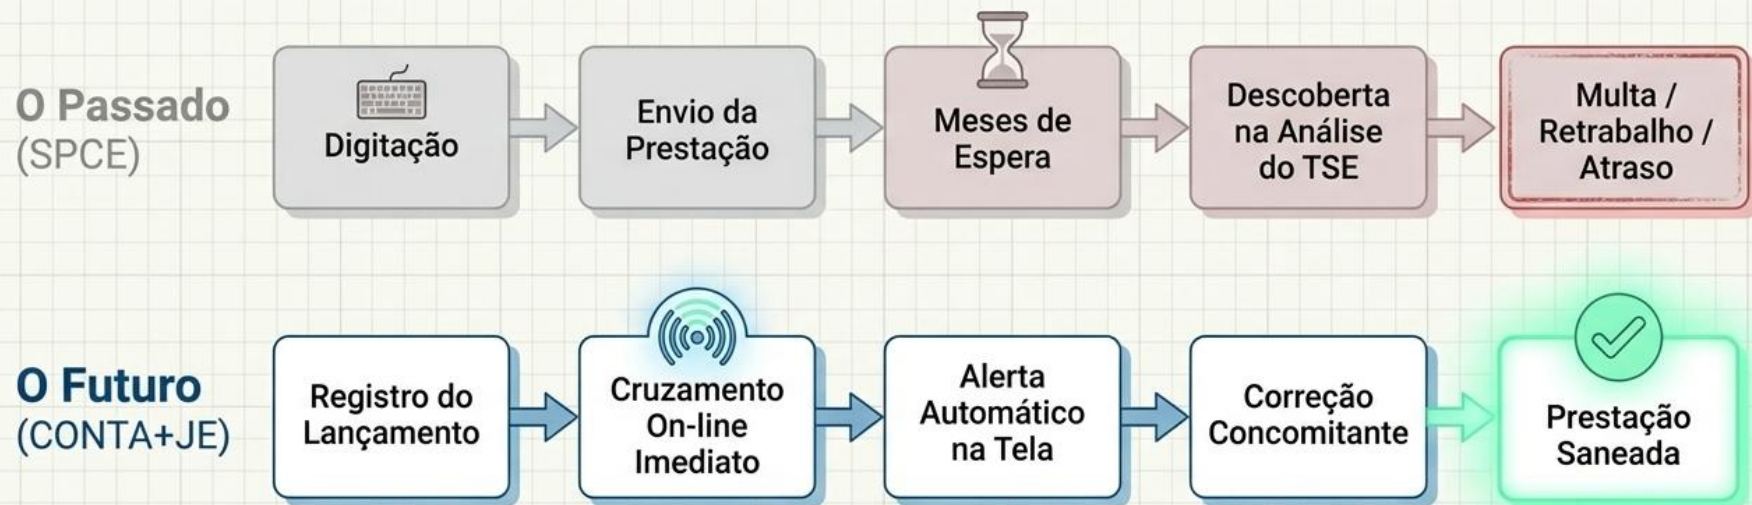 O Passado
(SPCE)
Digitação
Envio da
Prestação
Meses de
Espera
Descoberta
na Análise
do TSE
Multa /
Retrabalho /
Atraso
O Futuro
(CONTA+JE)
Registro do
Lançamento
Cruzamento
On-line
Imediato
Alerta
Automático
na Tela
Correção
Concomitante
Prestação
Saneada